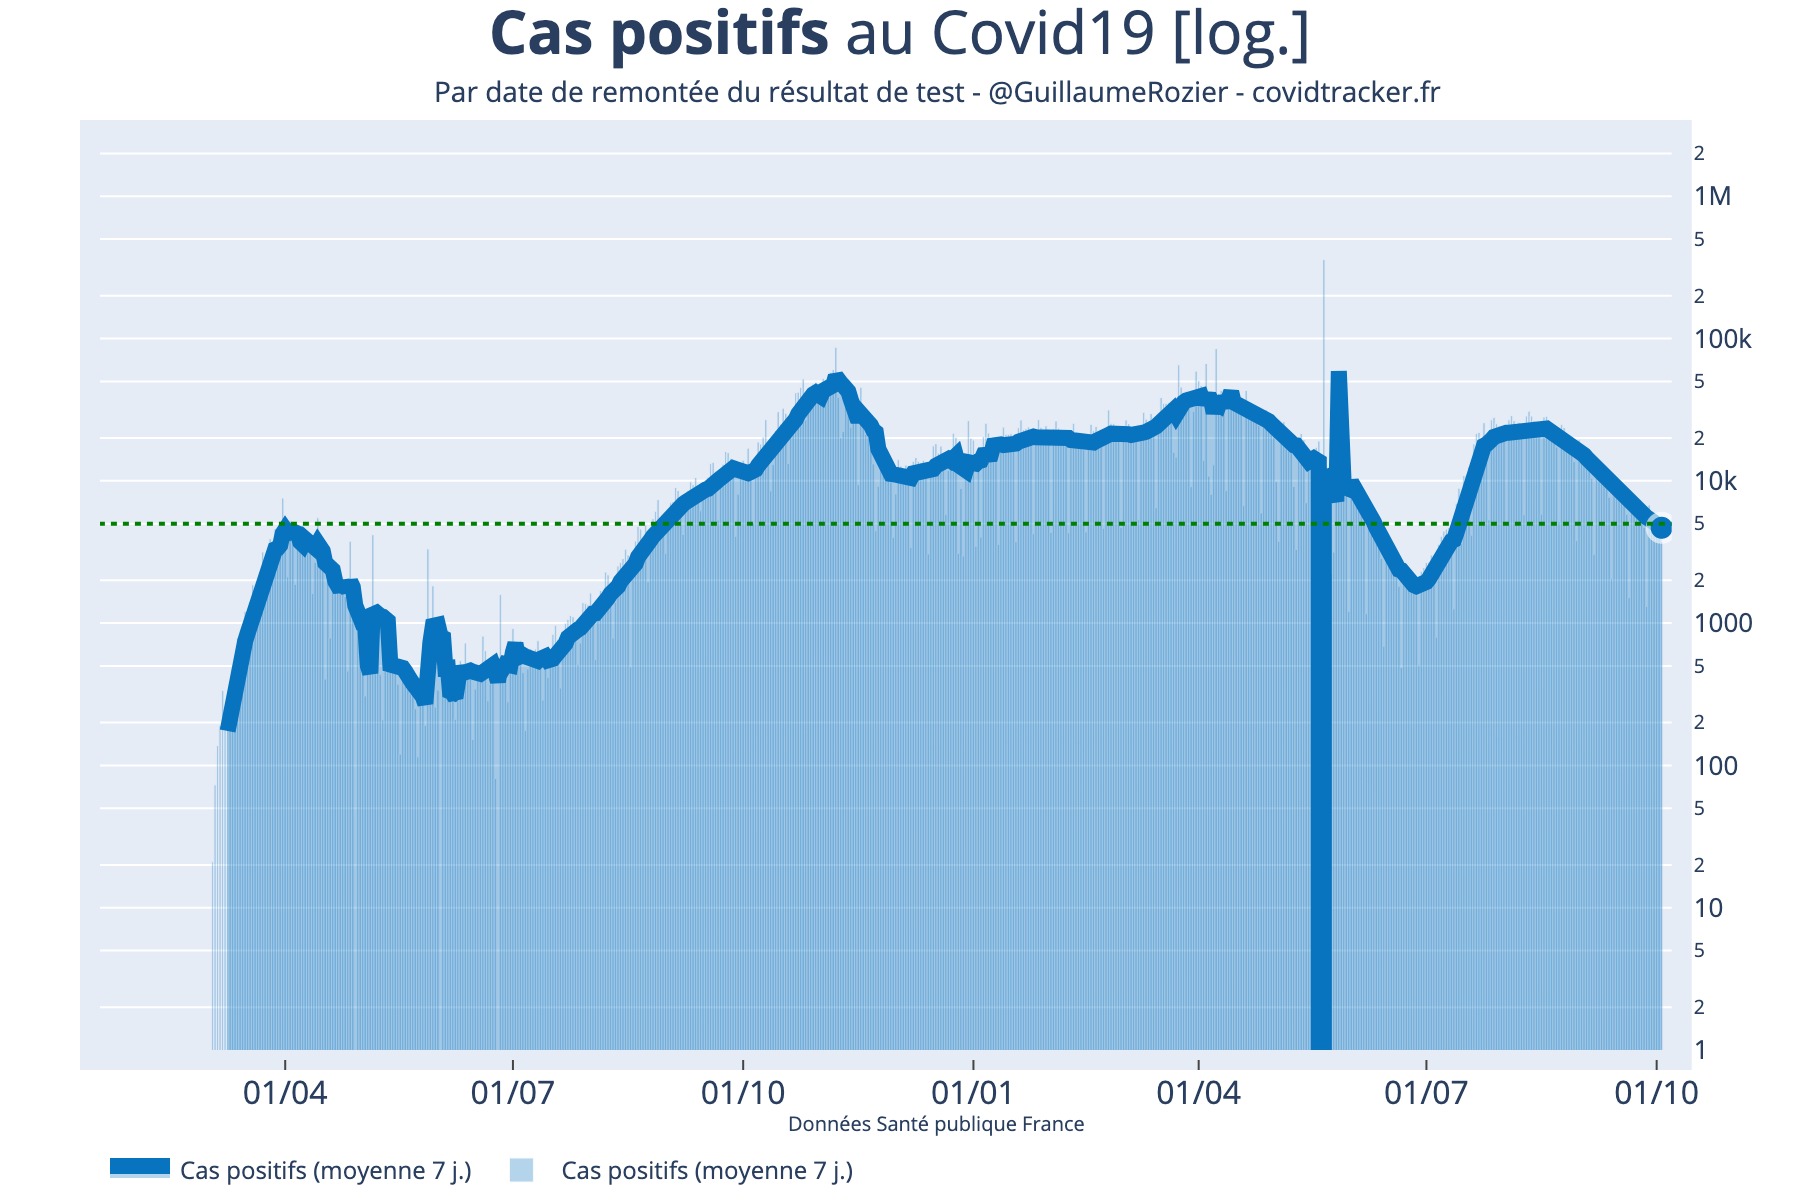 Cas positifs au Covid19 [log.]
Par date de remontée du résultat de test - @GuillaumeRozier - covidtracker.fr
2
1M
5
2
100k
5
2
10k
5
2
1000
5
2
100
5
2
10
5
2
1
01/04 01/07 01/10 01/01 01/04 01/07 01/10
Données Santé publique France
Cas positifs (moyenne 7 j.) Cas positifs (moyenne 7 j.)